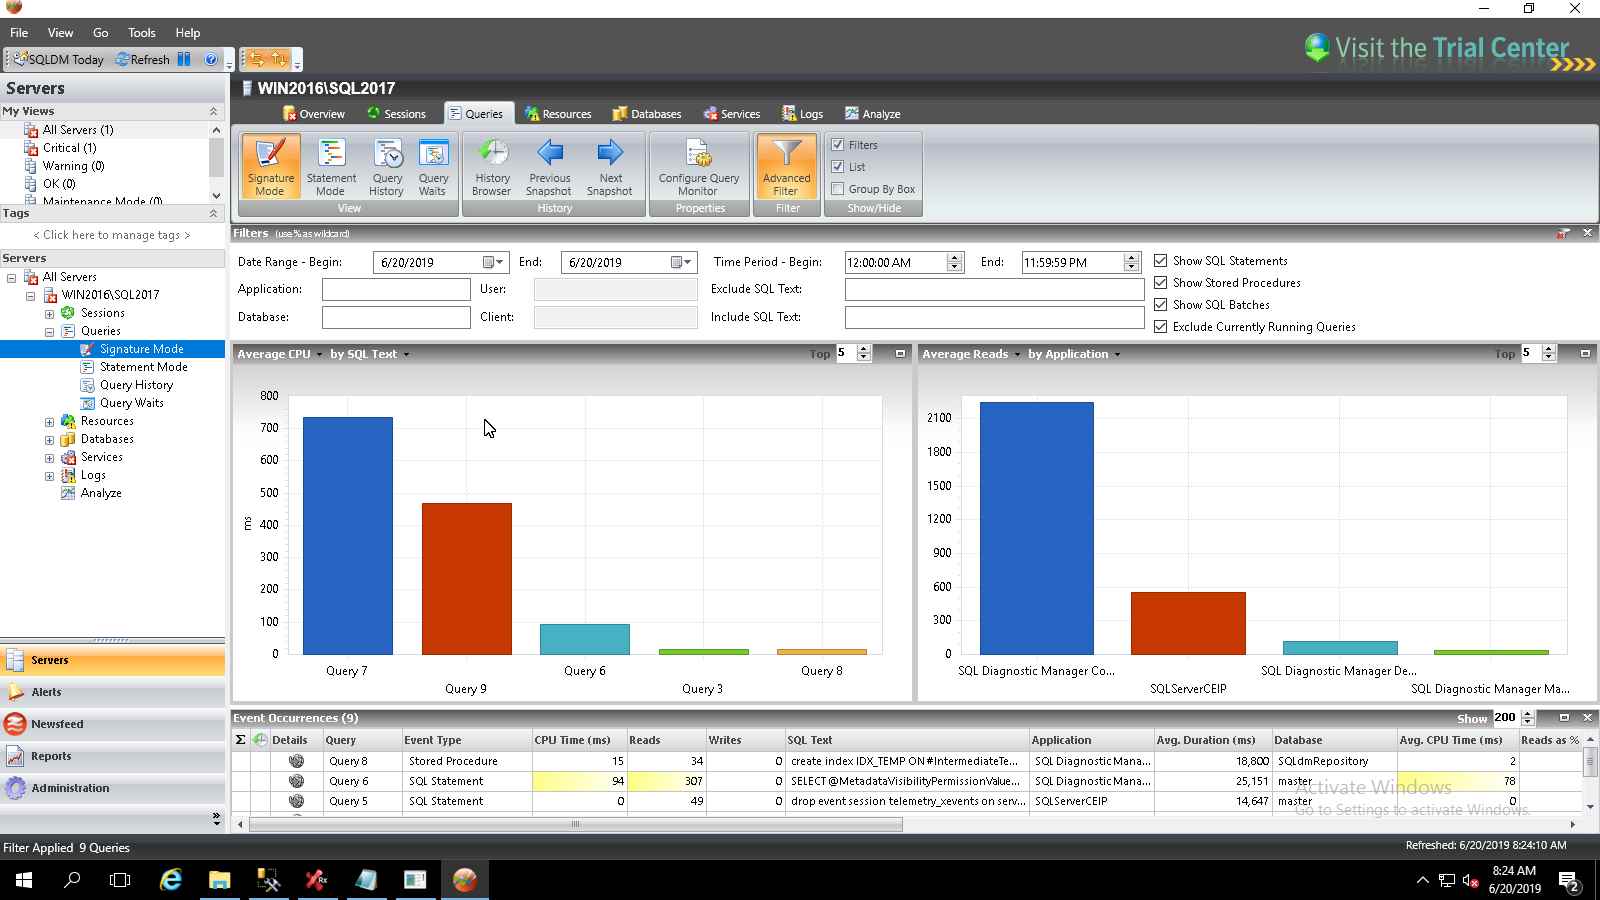 File View Go Tools Help
SQLDM Today Refresh
Visit the Trial Center
Servers
My Views
All Servers (1)
Critical (1)
Warning (0)
OK (0)
Maintenance Mode (0)
Tags
< Click here to manage tags >
Servers
All Servers
WIN2016\SQL2017
Sessions
Queries
Signature Mode
Statement Mode
Query History
Query Waits
Resources
Databases
Services
Logs
Analyze
Servers
Alerts
Newsfeed
Reports
Administration
WIN2016\SQL2017
Overview Sessions Queries Resources Databases Services Logs Analyze
Signature Mode
Statement Mode
Query History
Query Waits
View
History Browser
Previous Snapshot
Next Snapshot
History
Configure Query Monitor
Properties
Advanced Filter
Filter
Filters
List
Group By Box
Show/Hide
Filters (use % as wildcard)
Date Range - Begin: 6/20/2019 End: 6/20/2019 Time Period - Begin: 12:00:00 AM End: 11:59:59 PM Show SQL Statements
Show Stored Procedures
Application: User: Exclude SQL Text:
Show SQL Batches
Database: Client: Include SQL Text:
Exclude Currently Running Queries
Average CPU by SQL Text Top 5
800
700
600
500
400
300
200
100
0
ms
Query 7
Query 9
Query 6
Query 3
Query 8
Average Reads by Application Top 5
2100
1800
1500
1200
900
600
300
0
SQL Diagnostic Manager Co...
SQLServerCEIP
SQL Diagnostic Manager De...
SQL Diagnostic Manager Ma...
Event Occurrences (9) Show 200
Σ Details Query Event Type CPU Time (ms) Reads Writes SQL Text Application Avg. Duration (ms) Database Avg. CPU Time (ms) Reads as %
Query 8 Stored Procedure 15 34 0 create index IDX_TEMP ON #IntermediateTe... SQL Diagnostic Mana... 18,800 SQLdmRepository 2
Query 6 SQL Statement 94 307 0 SELECT @MetadataVisibilityPermissionValue... SQL Diagnostic Mana... 25,151 master 78
Query 5 SQL Statement 0 49 0 drop event session telemetry_xevents on serv... SQLServerCEIP 14,647 master 0
Activate Windows
Go to Settings to activate Windows.
Filter Applied 9 Queries
Refreshed: 6/20/2019 8:24:10 AM
Rx
8:24 AM
6/20/2019
2